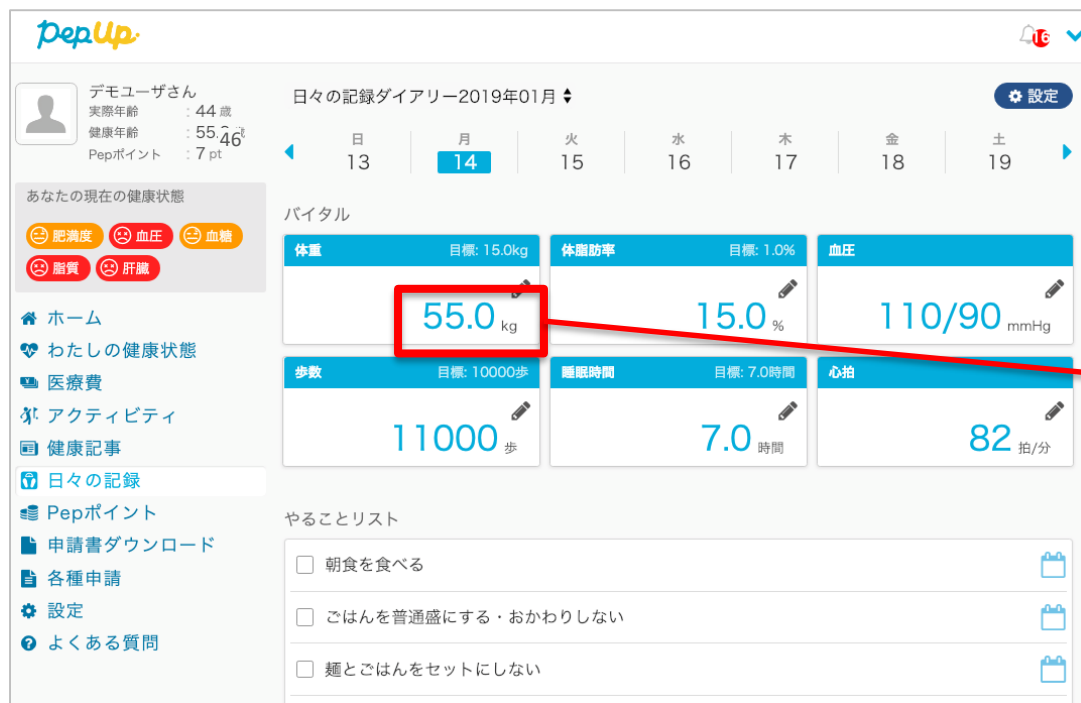 PepUp
16
デモユーザさん
実際年齢 : 44 歳
健康年齢 : 55.
46
Pepポイント : 7 pt
あなたの現在の健康状態
肥満度 血圧 血糖
脂質 肝臓
ホーム
わたしの健康状態
医療費
アクティビティ
健康記事
日々の記録
Pepポイント
申請書ダウンロード
各種申請
設定
よくある質問
日々の記録ダイアリー2019年01月
設定
日 月 火 水 木 金 土
13 14 15 16 17 18 19
バイタル
体重 目標: 15.0kg
55.0 kg
体脂肪率 目標: 1.0%
15.0 %
血圧
110/90 mmHg
歩数 目標: 10000歩
11000 歩
睡眠時間 目標: 7.0時間
7.0 時間
心拍
82 拍/分
やることリスト
朝食を食べる
ごはんを普通盛にする・おかわりしない
麺とごはんをセットにしない